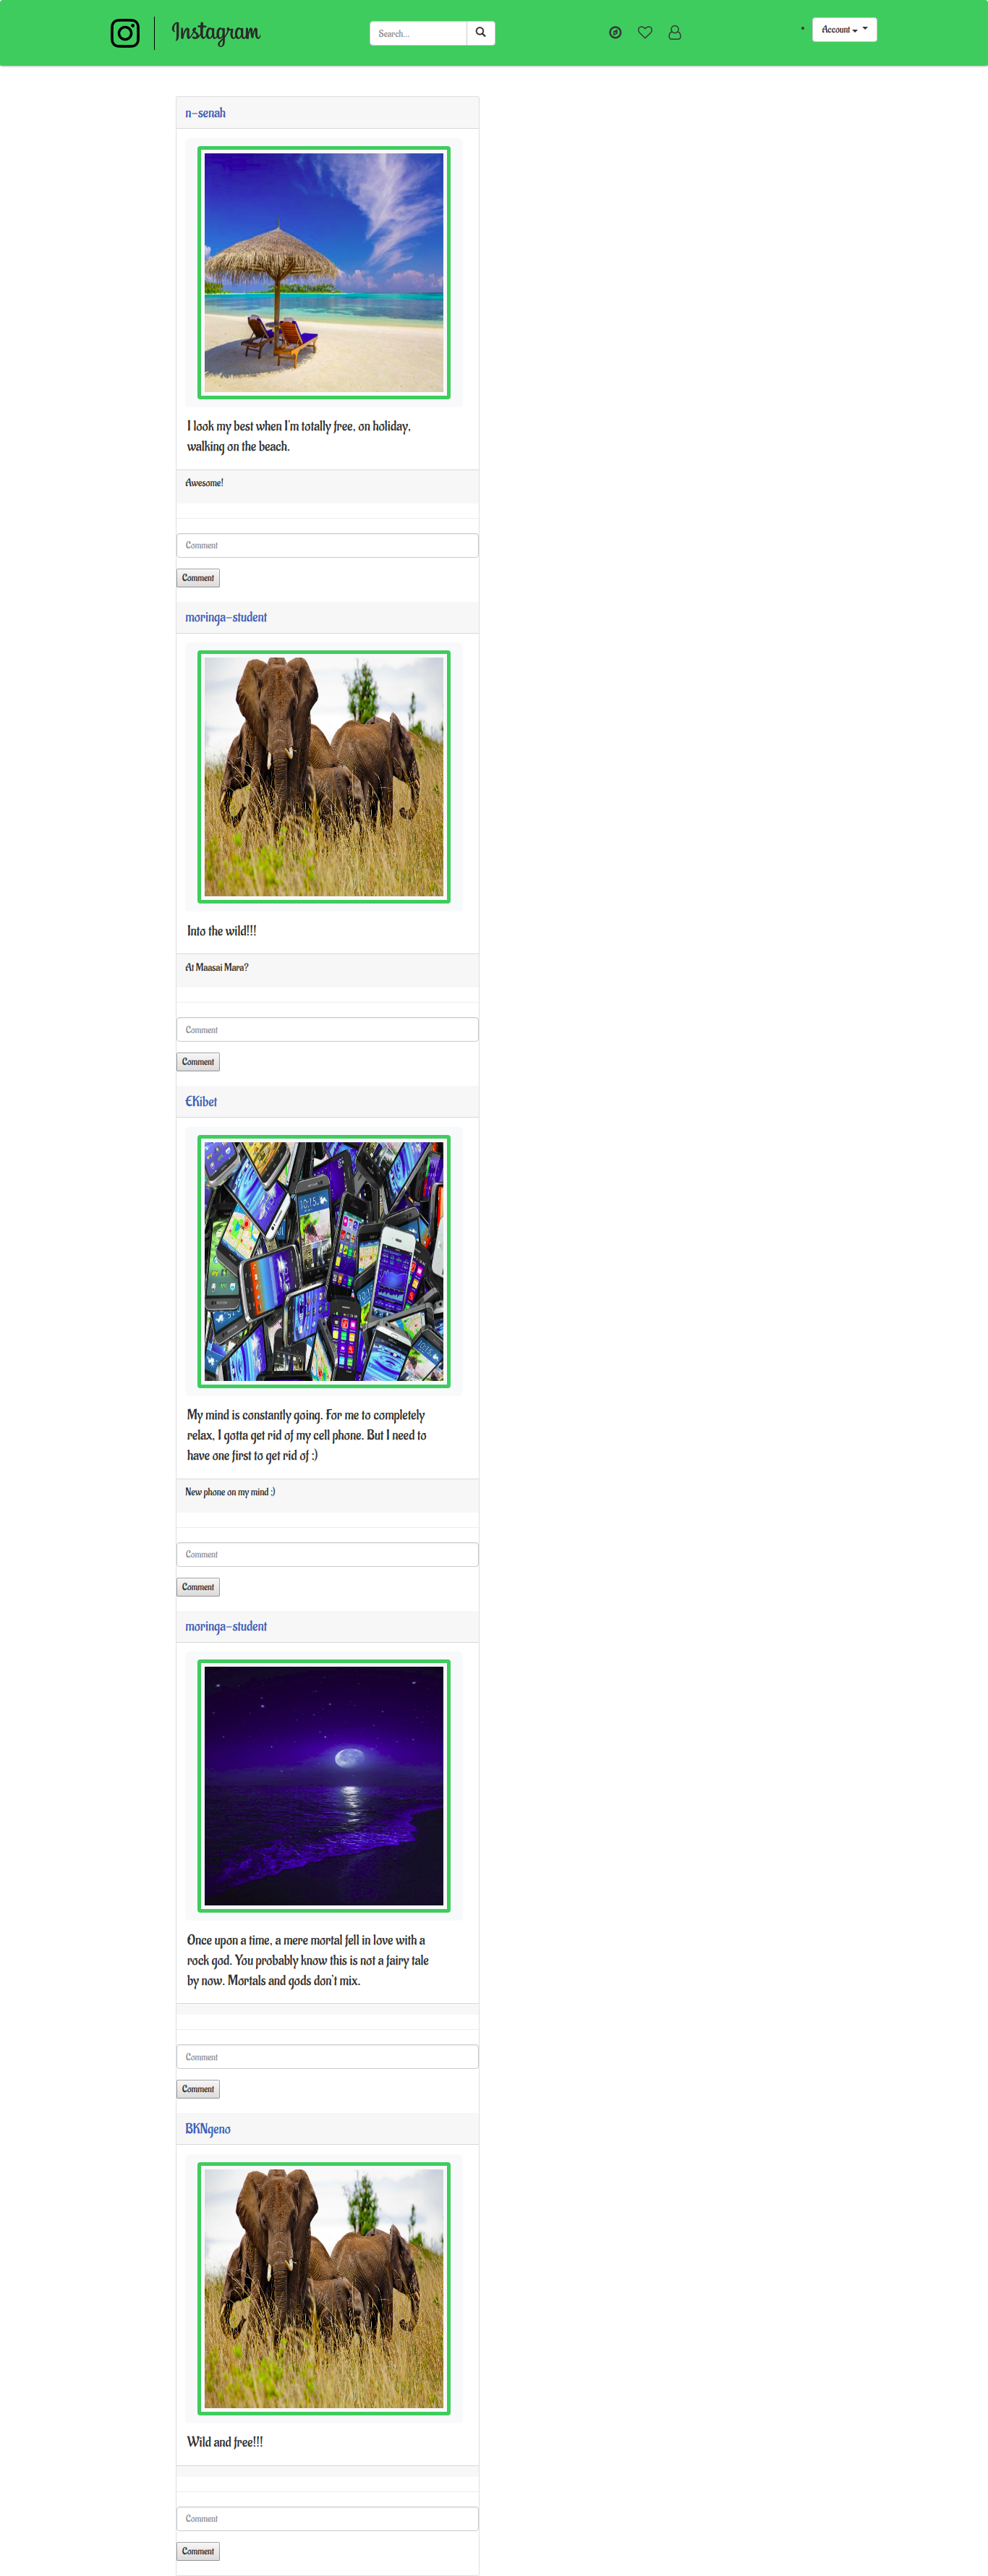 Instagram
Search...
Account
n-senah
I look my best when I'm totally free, on holiday,
walking on the beach.
Awesome!
Comment
Comment
moringa-student
Into the wild!!!
At Maasai Mara?
Comment
Comment
EKibet
My mind is constantly going. For me to completely
relax, I gotta get rid of my cell phone. But I need to
have one first to get rid of :)
New phone on my mind :)
Comment
Comment
moringa-student
Once upon a time, a mere mortal fell in love with a
rock god. You probably know this is not a fairy tale
by now. Mortals and gods don't mix.
Comment
Comment
BKNgeno
Wild and free!!!
Comment
Comment